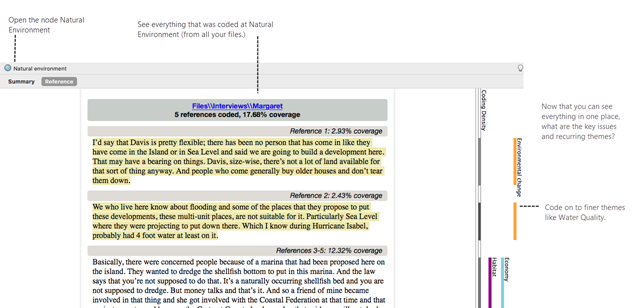 Open the node Natural
Environment
See everything that was coded at Natural
Environment (from all your files.)
Natural environment
Summary Reference
Files\\Interviews\\Margaret
5 references coded, 17.68% coverage
Reference 1: 2.93% coverage
I'd say that Davis is pretty flexible; there has been no person that has come in like they
have come in the Island or in Sea Level and said we are going to build a development here.
That may have a bearing on things. Davis, size-wise, there's not a lot of land available for
that sort of thing anyway. And people who come generally buy older houses and don't tear
them down.
Reference 2: 2.43% coverage
We who live here know about flooding and some of the places that they propose to put
these developments, these multi-unit places, are not suitable for it. Particularly Sea Level
where they were projecting to put down there. Which I know during Hurricane Isabel,
probably had 4 foot water at least on it.
References 3-5: 12.32% coverage
Basically, there were concerned people because of a marina that had been proposed here on
the island. They wanted to dredge the shellfish bottom to put in this marina. And the law
says that you're not supposed to do that. It's a naturally occurring shellfish bed and you are
not supposed to dredge. But money talks and that's it. And so a friend of mine became
involved in that thing and she got involved with the Coastal Federation at that time and that
Coding Density
Environmental change
Habitat
Economy
Now that you can see
everything in one place,
what are the key issues
and recurring themes?
Code on to finer themes
like Water Quality.